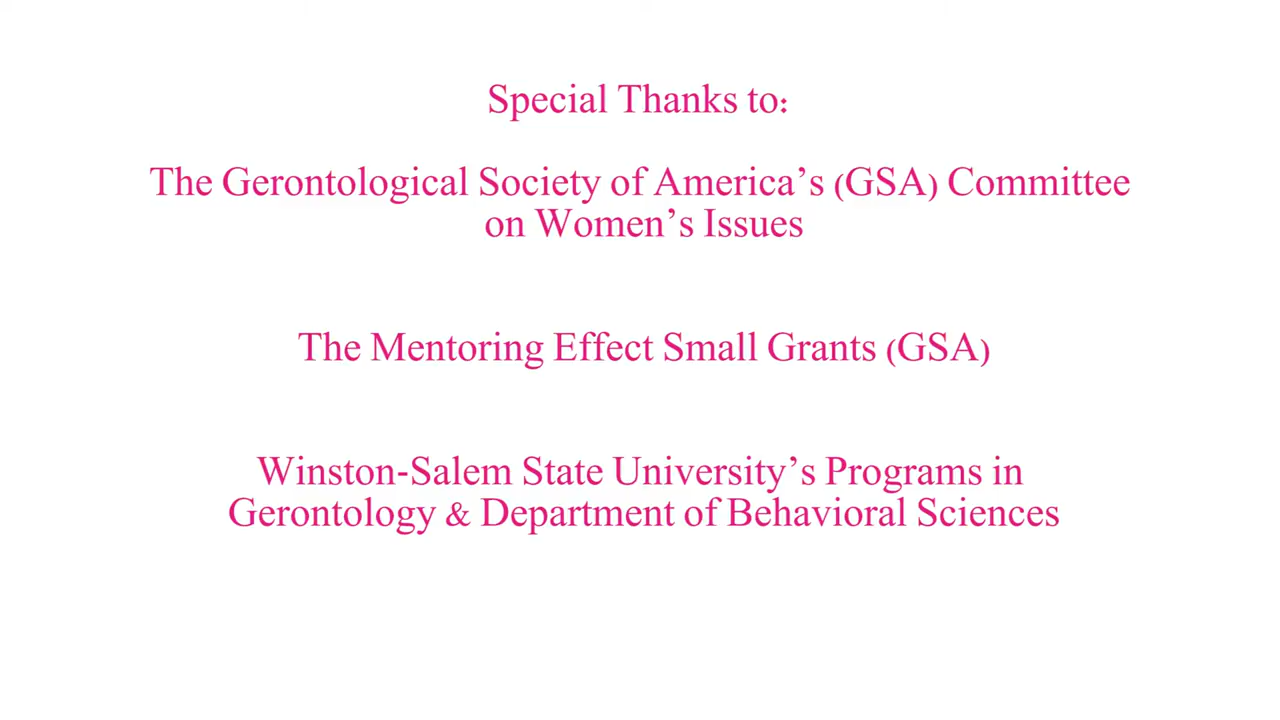 Special Thanks to:
The Gerontological Society of America’s (GSA) Committee
on Women’s Issues
The Mentoring Effect Small Grants (GSA)
Winston-Salem State University’s Programs in
Gerontology & Department of Behavioral Sciences